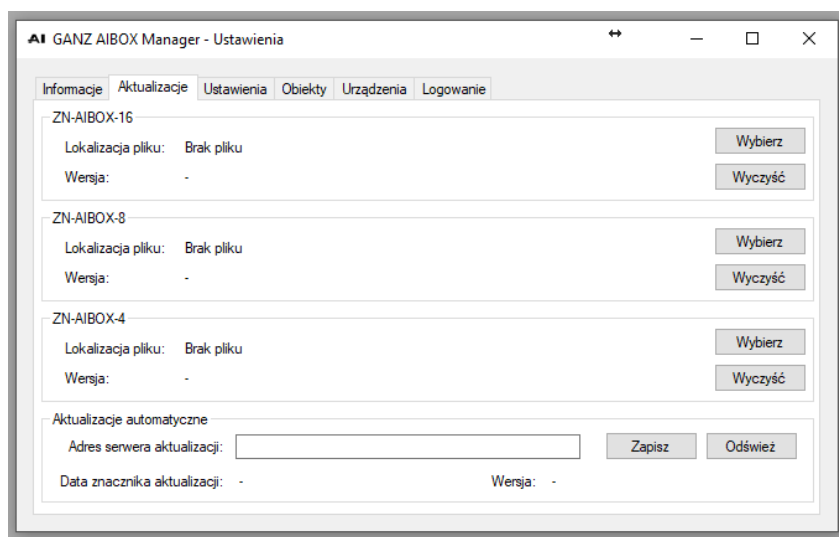 AI GANZ AIBOX Manager - Ustawienia
Informacje Aktualizacje Ustawienia Obiekty Urządzenia Logowanie
ZN-AIBOX-16
Lokalizacja pliku: Brak pliku Wybierz
Wersja: - Wyczyść
ZN-AIBOX-8
Lokalizacja pliku: Brak pliku Wybierz
Wersja: - Wyczyść
ZN-AIBOX-4
Lokalizacja pliku: Brak pliku Wybierz
Wersja: - Wyczyść
Aktualizacje automatyczne
Adres serwera aktualizacji: Zapisz Odśwież
Data znacznika aktualizacji: - Wersja: -